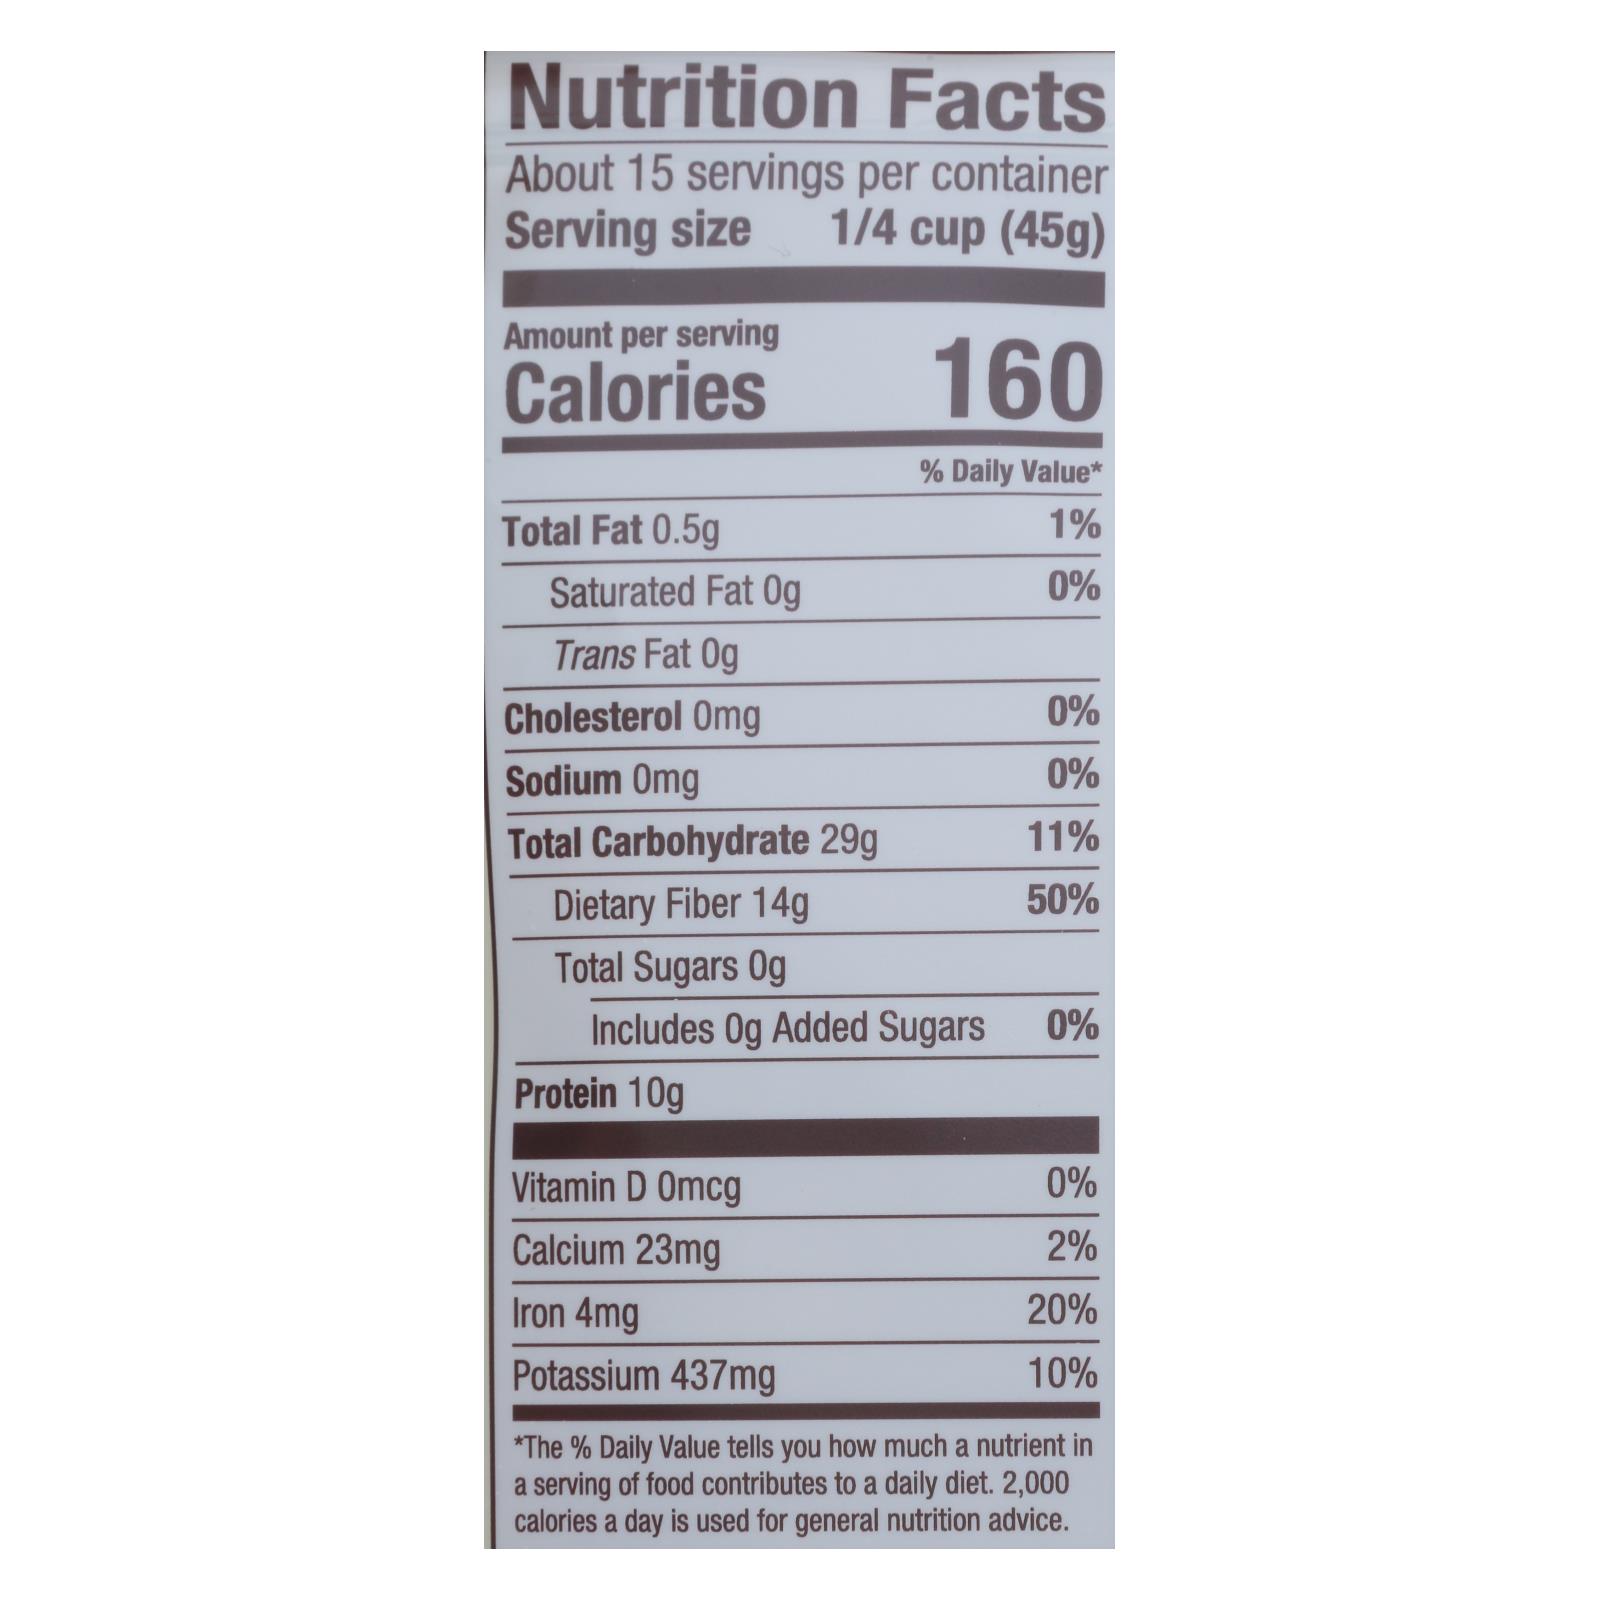 Nutrition Facts
About 15 servings per container
Serving size 1/4 cup (45g)
Amount per serving
Calories 160
% Daily Value*
Total Fat 0.5g 1%
Saturated Fat 0g 0%
Trans Fat 0g
Cholesterol 0mg 0%
Sodium 0mg 0%
Total Carbohydrate 29g 11%
Dietary Fiber 14g 50%
Total Sugars 0g
Includes 0g Added Sugars 0%
Protein 10g
Vitamin D 0mcg 0%
Calcium 23mg 2%
Iron 4mg 20%
Potassium 437mg 10%
*The % Daily Value tells you how much a nutrient in
a serving of food contributes to a daily diet. 2,000
calories a day is used for general nutrition advice.